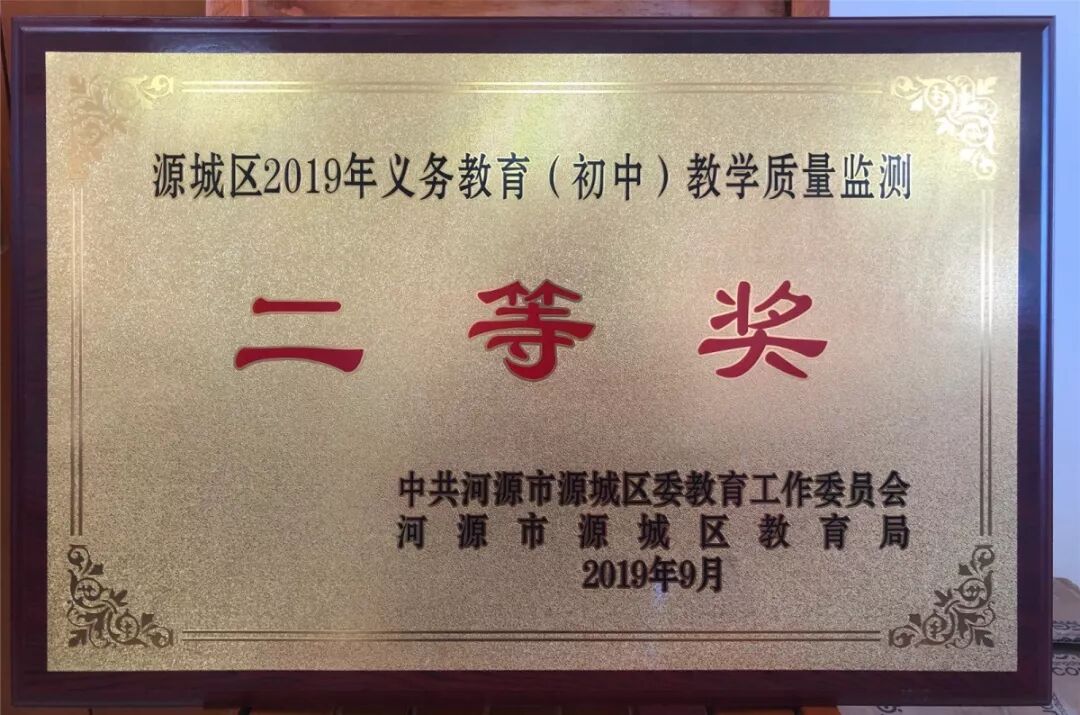 源城区2019年义务教育（初中）教学质量监测
二等奖
中共河源市源城区委教育工作委员会
河源市源城区教育局
2019年9月